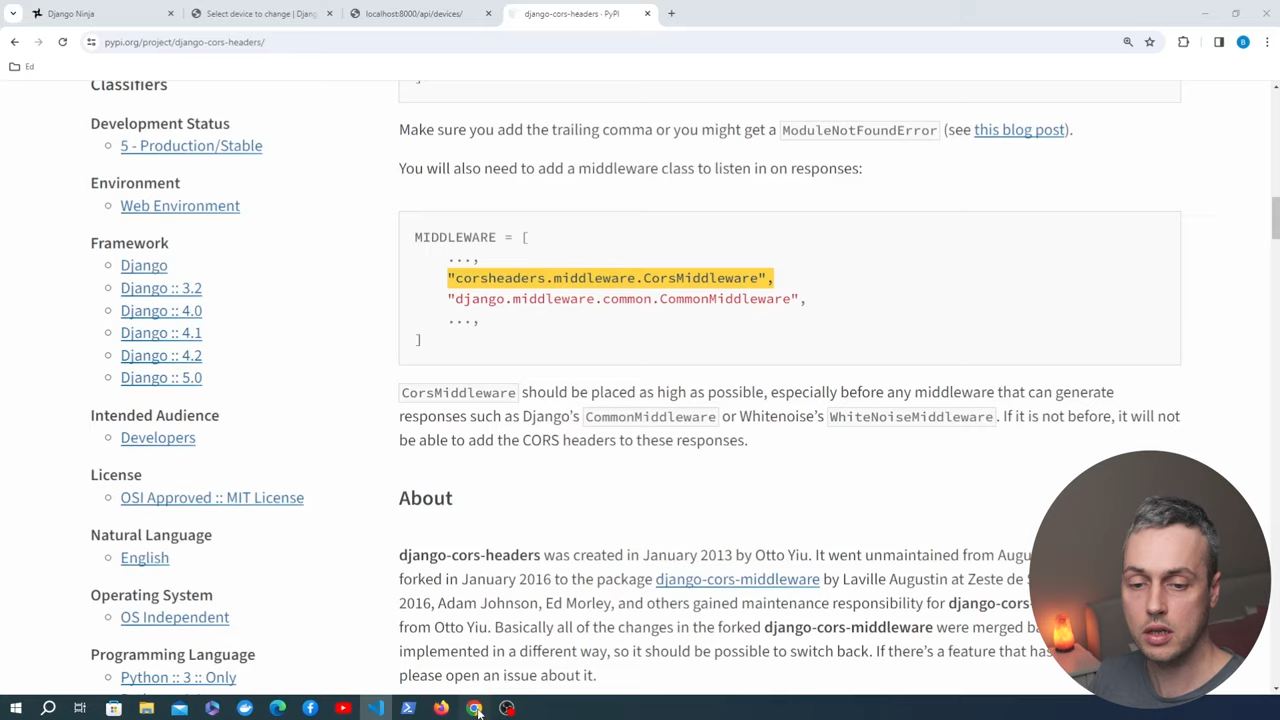 Django Ninja
Select device to change | Djang
localhost:8000/api/devices/
django-cors-headers · PyPI
pypi.org/project/django-cors-headers/
B
Ed
Classifiers
Development Status
5 - Production/Stable
Environment
Web Environment
Framework
Django
Django :: 3.2
Django :: 4.0
Django :: 4.1
Django :: 4.2
Django :: 5.0
Intended Audience
Developers
License
OSI Approved :: MIT License
Natural Language
English
Operating System
OS Independent
Programming Language
Python :: 3 :: Only
Make sure you add the trailing comma or you might get a ModuleNotFoundError (see this blog post).
You will also need to add a middleware class to listen in on responses:
MIDDLEWARE = [
...,
"corsheaders.middleware.CorsMiddleware",
"django.middleware.common.CommonMiddleware",
...,
]
CorsMiddleware should be placed as high as possible, especially before any middleware that can generate
responses such as Django’s CommonMiddleware or Whitenoise’s WhiteNoiseMiddleware. If it is not before, it will not
be able to add the CORS headers to these responses.
About
django-cors-headers was created in January 2013 by Otto Yiu. It went unmaintained from Augu
forked in January 2016 to the package django-cors-middleware by Laville Augustin at Zeste de S
2016, Adam Johnson, Ed Morley, and others gained maintenance responsibility for django-cors-
from Otto Yiu. Basically all of the changes in the forked django-cors-middleware were merged ba
implemented in a different way, so it should be possible to switch back. If there’s a feature that has
please open an issue about it.